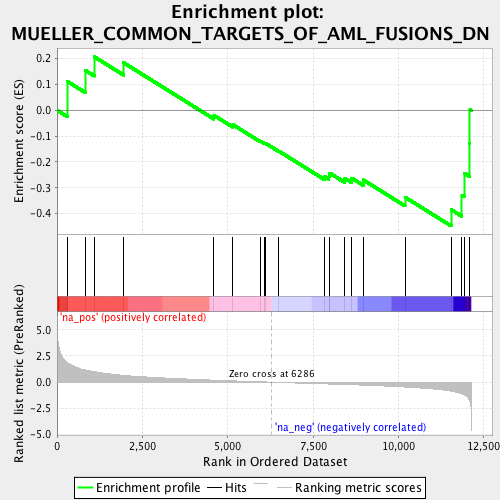 Enrichment plot:
MUELLER_COMMON_TARGETS_OF_AML_FUSIONS_DN
Enrichment score (ES)
0.2
0.1
0.0
-0.1
-0.2
-0.3
-0.4
Ranked list metric (PreRanked)
'na_pos' (positively correlated)
5.0
2.5
0.0
-2.5
-5.0
Zero cross at 6286
'na_neg' (negatively correlated)
0 2,500 5,000 7,500 10,000 12,500
Rank in Ordered Dataset
Enrichment profile Hits Ranking metric scores